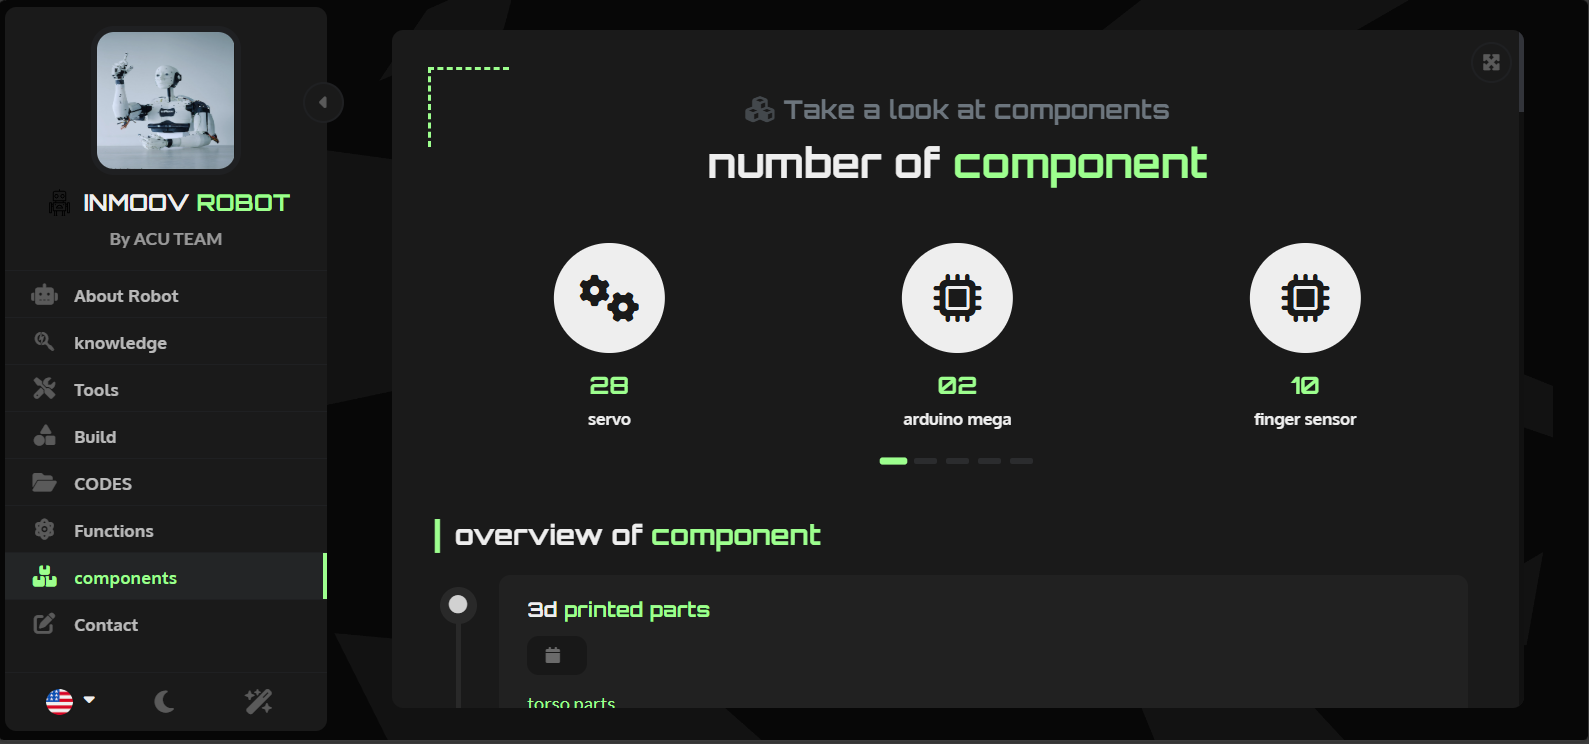 INMOOV ROBOT
By ACU TEAM
About Robot
knowledge
Tools
Build
CODES
Functions
components
Contact
Take a look at components
number of component
28
servo
02
arduino mega
10
finger sensor
overview of component
3d printed parts
torso parts